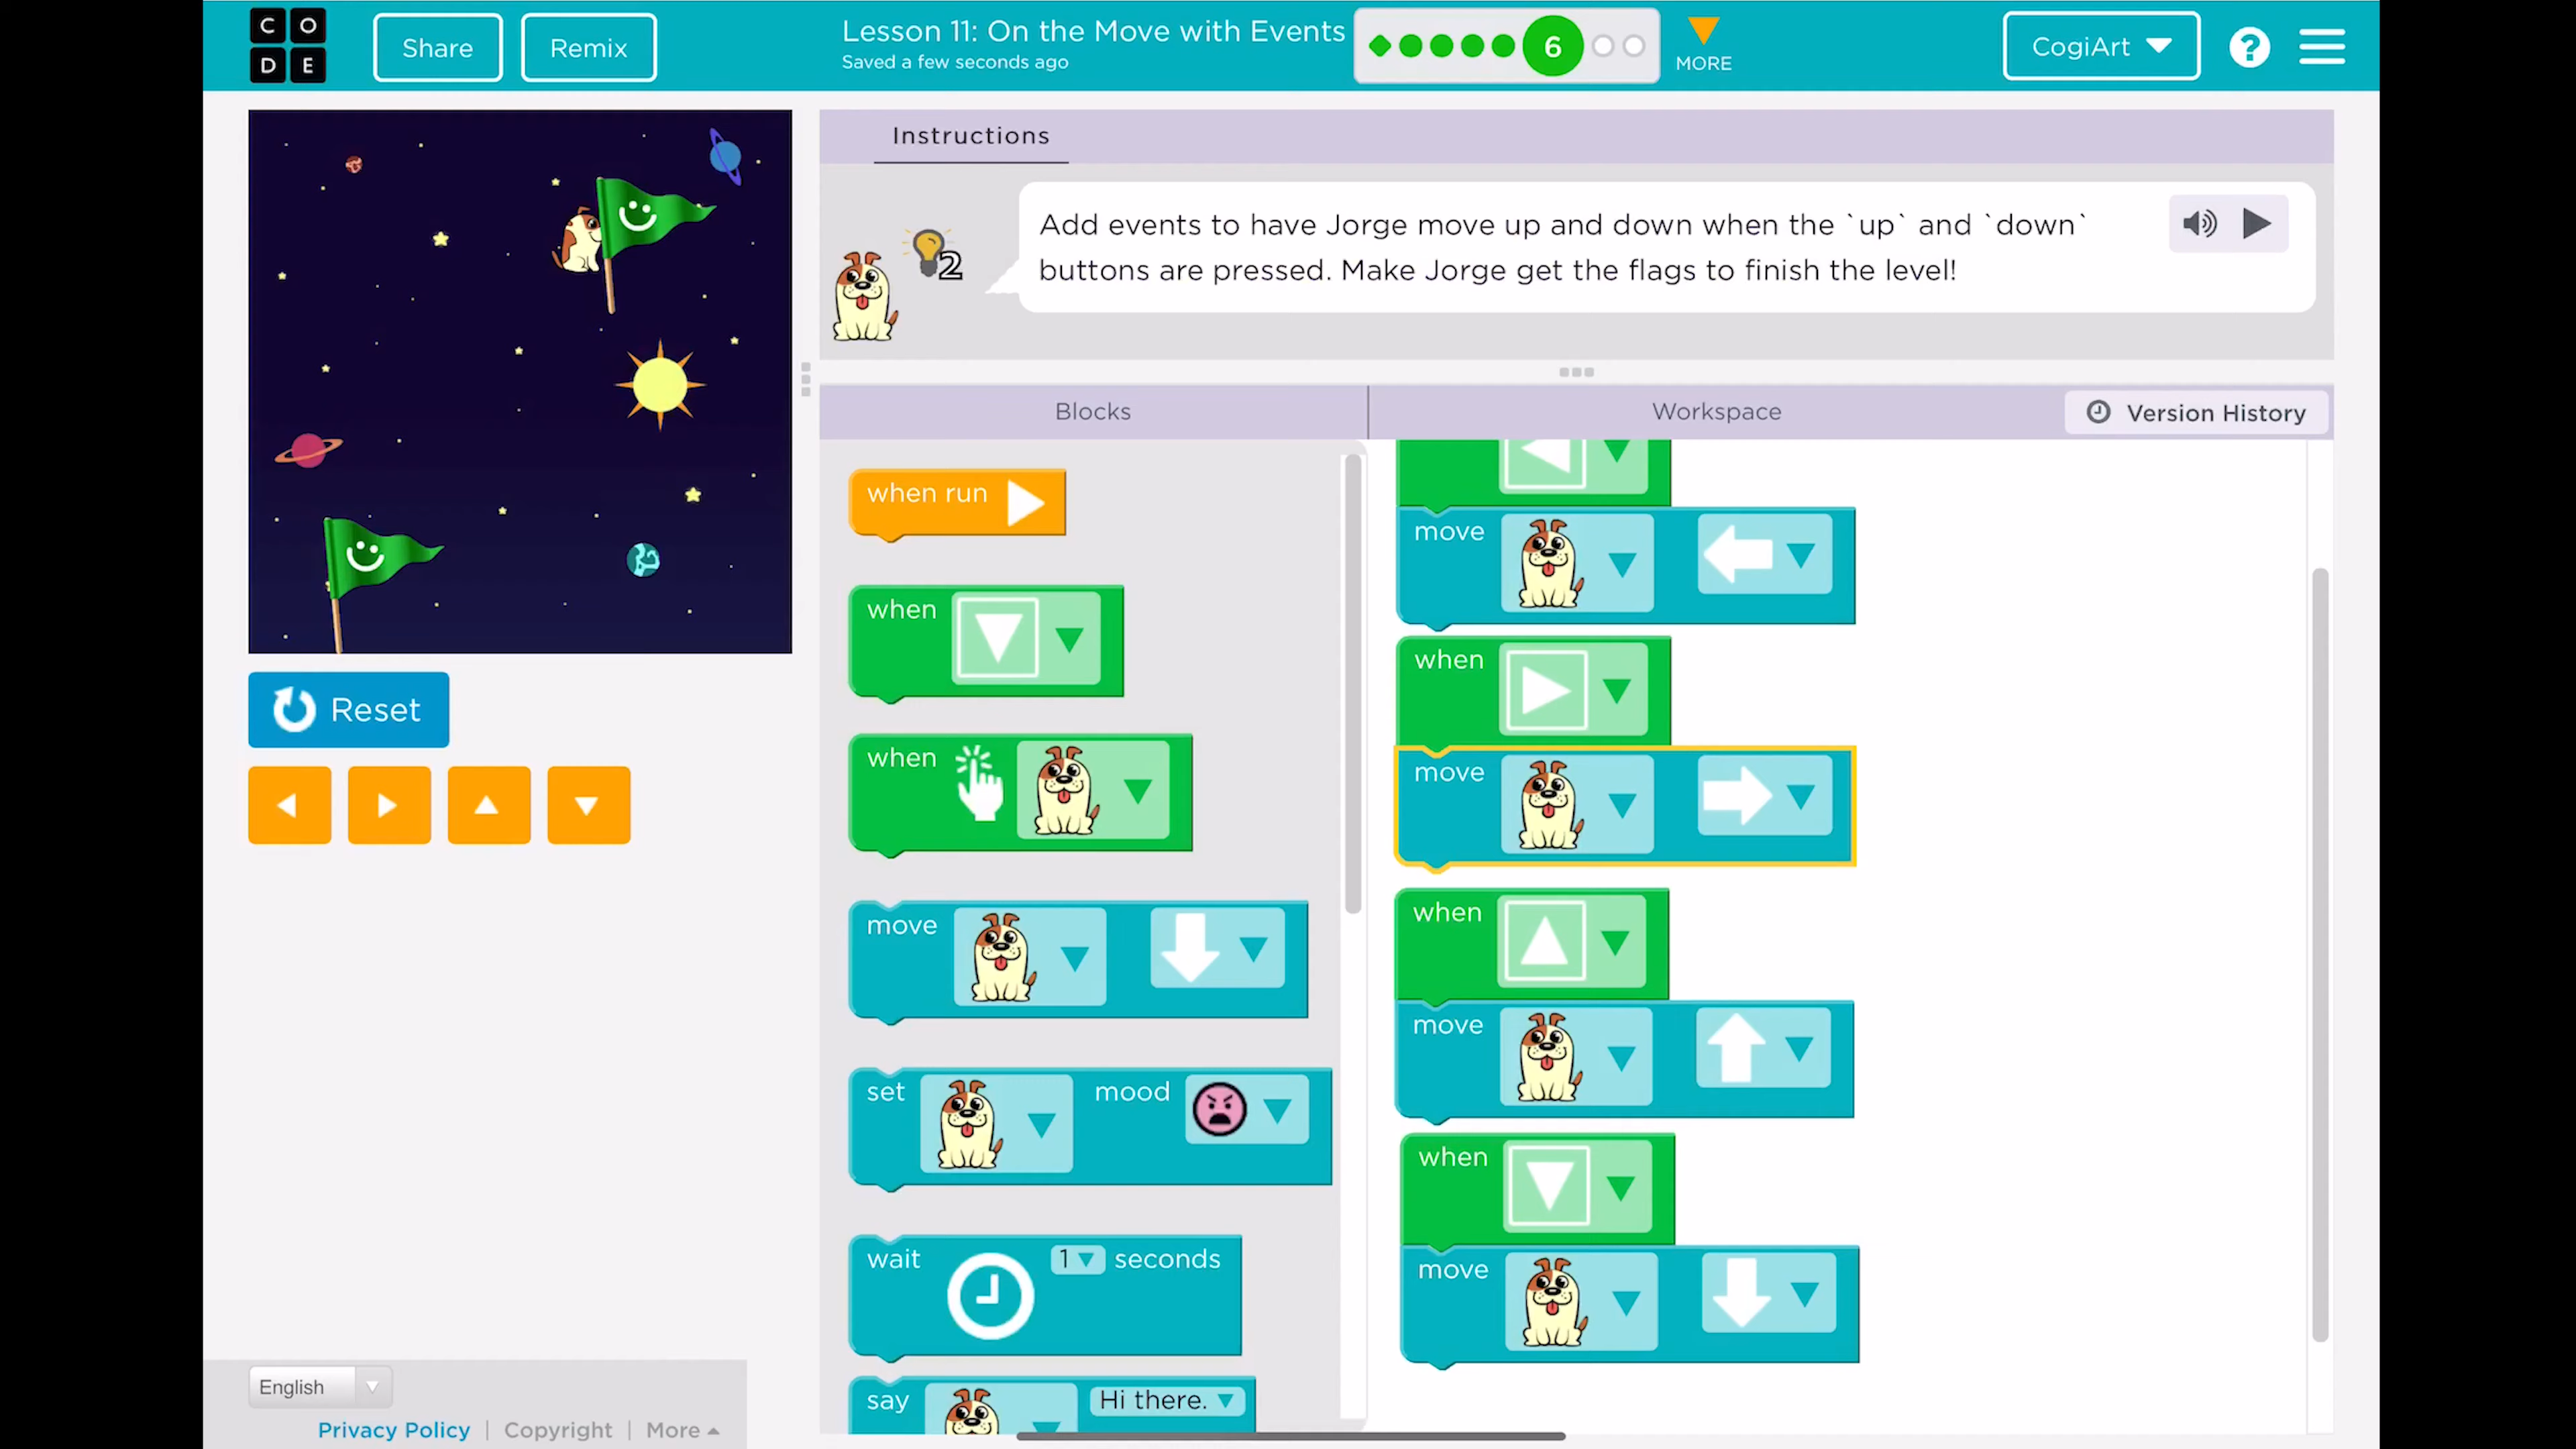 CODE
Share
Remix
Lesson 11: On the Move with Events
Saved a few seconds ago
6
MORE
CogiArt
?
Instructions
2
Add events to have Jorge move up and down when the `up` and `down`
buttons are pressed. Make Jorge get the flags to finish the level!
Blocks
Workspace
Version History
when run
when
when
move
set
mood
wait
1
seconds
say
Hi there.
move
when
move
when
move
when
move
Reset
English
Privacy Policy | Copyright | More